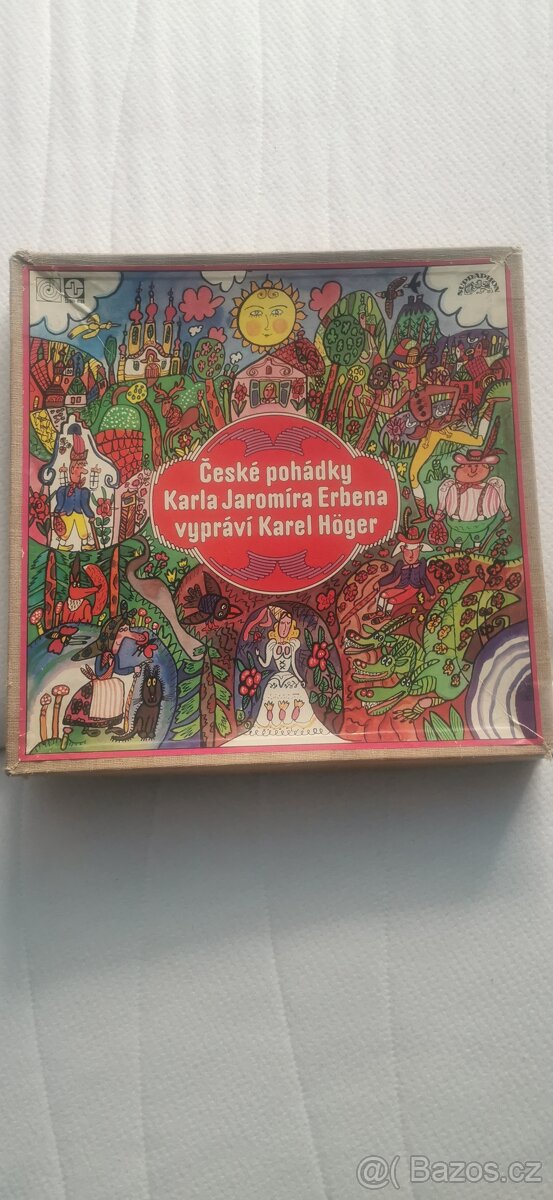 SUPRAPHON
České pohádky
Karla Jaromíra Erbena
vypráví Karel Höger
@( Bazos.cz